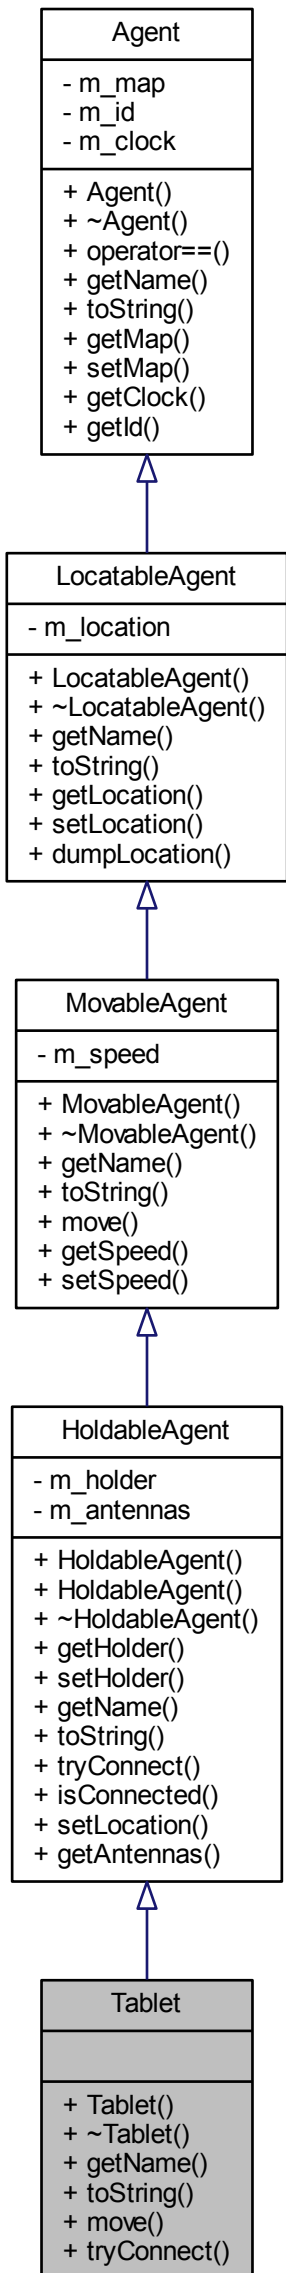 Agent
- m_map
- m_id
- m_clock
+ Agent()
+ ~Agent()
+ operator==()
+ getName()
+ toString()
+ getMap()
+ setMap()
+ getClock()
+ getId()
LocatableAgent
- m_location
+ LocatableAgent()
+ ~LocatableAgent()
+ getName()
+ toString()
+ getLocation()
+ setLocation()
+ dumpLocation()
MovableAgent
- m_speed
+ MovableAgent()
+ ~MovableAgent()
+ getName()
+ toString()
+ move()
+ getSpeed()
+ setSpeed()
HoldableAgent
- m_holder
- m_antennas
+ HoldableAgent()
+ HoldableAgent()
+ ~HoldableAgent()
+ getHolder()
+ setHolder()
+ getName()
+ toString()
+ tryConnect()
+ isConnected()
+ setLocation()
+ getAntennas()
Tablet
+ Tablet()
+ ~Tablet()
+ getName()
+ toString()
+ move()
+ tryConnect()